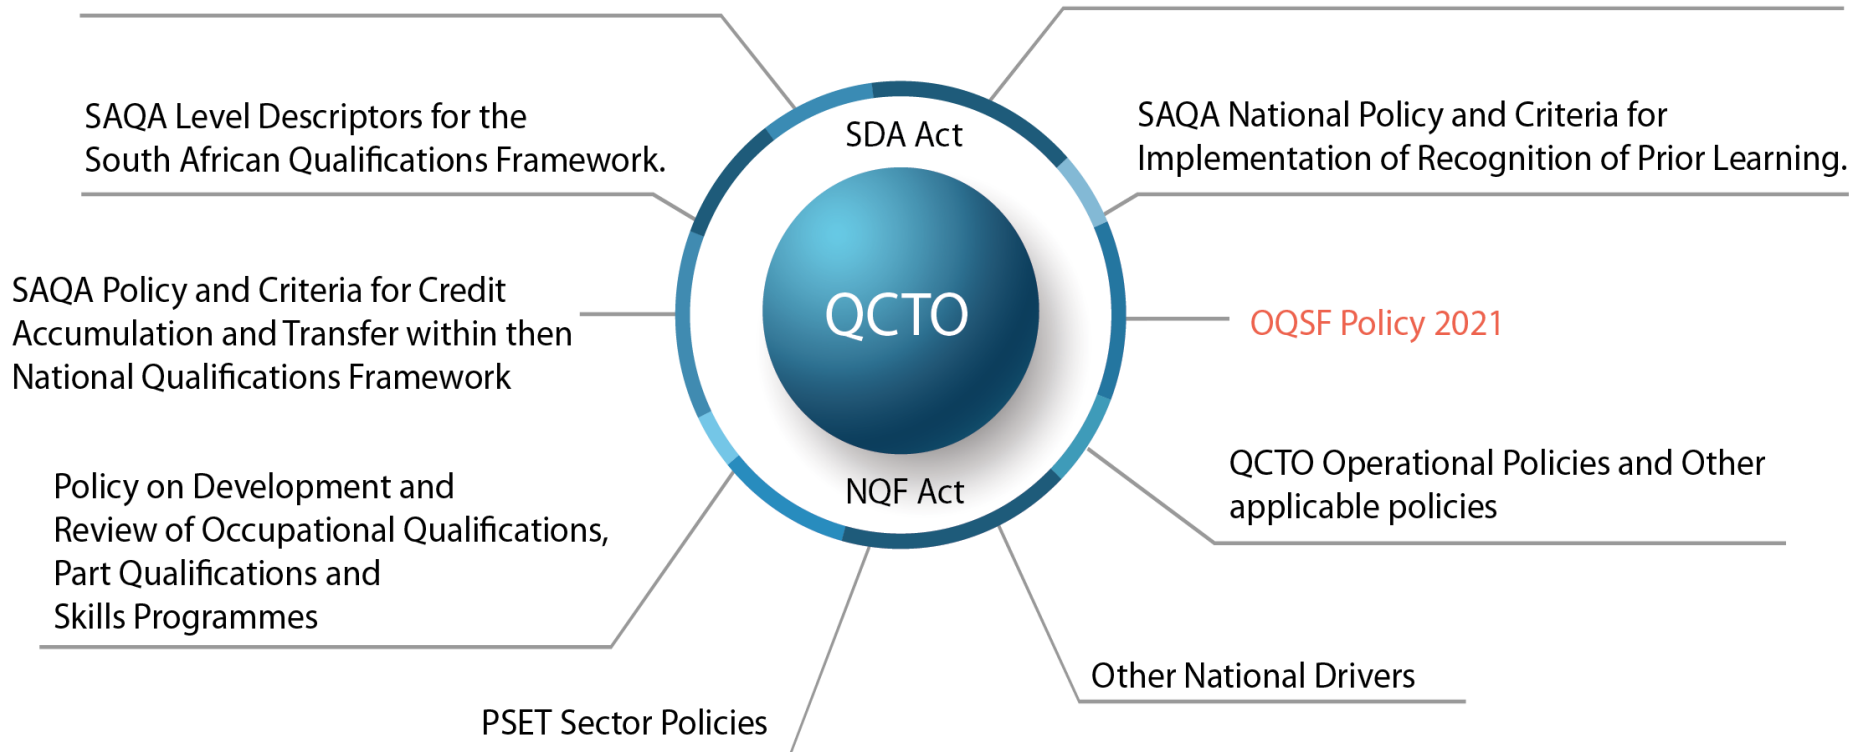 SAQA Level Descriptors for the
South African Qualifications Framework.
SAQA Policy and Criteria for Credit
Accumulation and Transfer within then
National Qualifications Framework
Policy on Development and
Review of Occupational Qualifications,
Part Qualifications and
Skills Programmes
PSET Sector Policies
SDA Act
QCTO
NQF Act
SAQA National Policy and Criteria for
Implementation of Recognition of Prior Learning.
OQSF Policy 2021
QCTO Operational Policies and Other
applicable policies
Other National Drivers